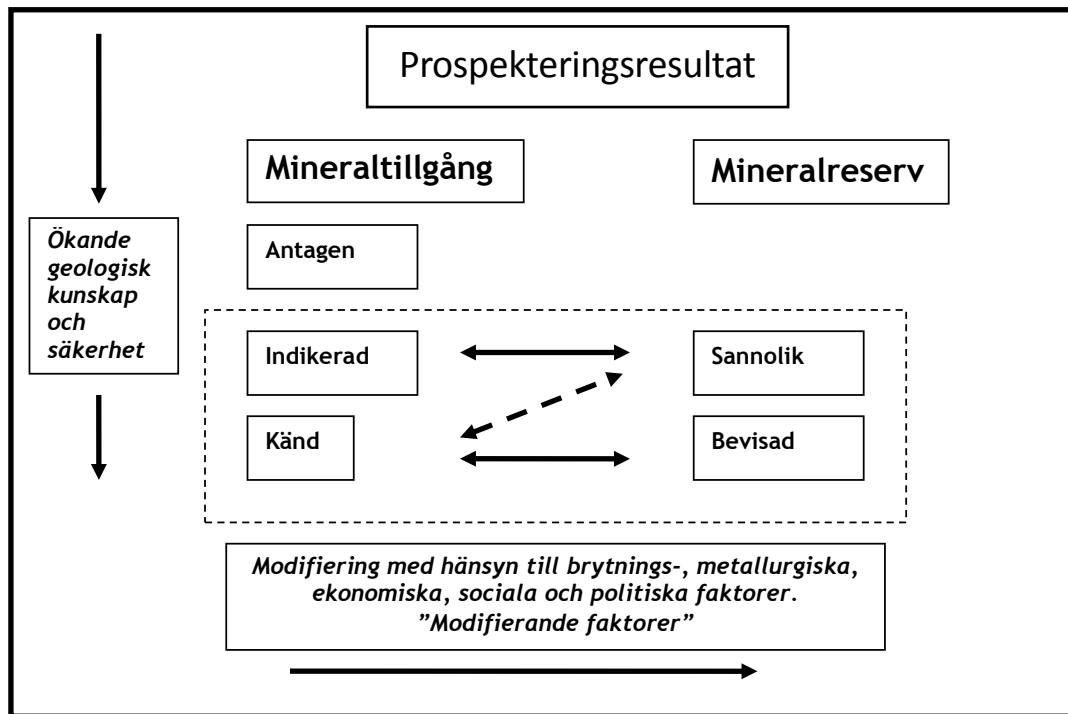 Prospekteringsresultat
Mineraltillgång
Mineralreserv
Ökande
geologisk
kunskap
och
säkerhet
Antagen
Indikerad
Sannolik
Känd
Bevisad
Modifiering med hänsyn till brytnings-, metallurgiska,
ekonomiska, sociala och politiska faktorer.
”Modifierande faktorer”